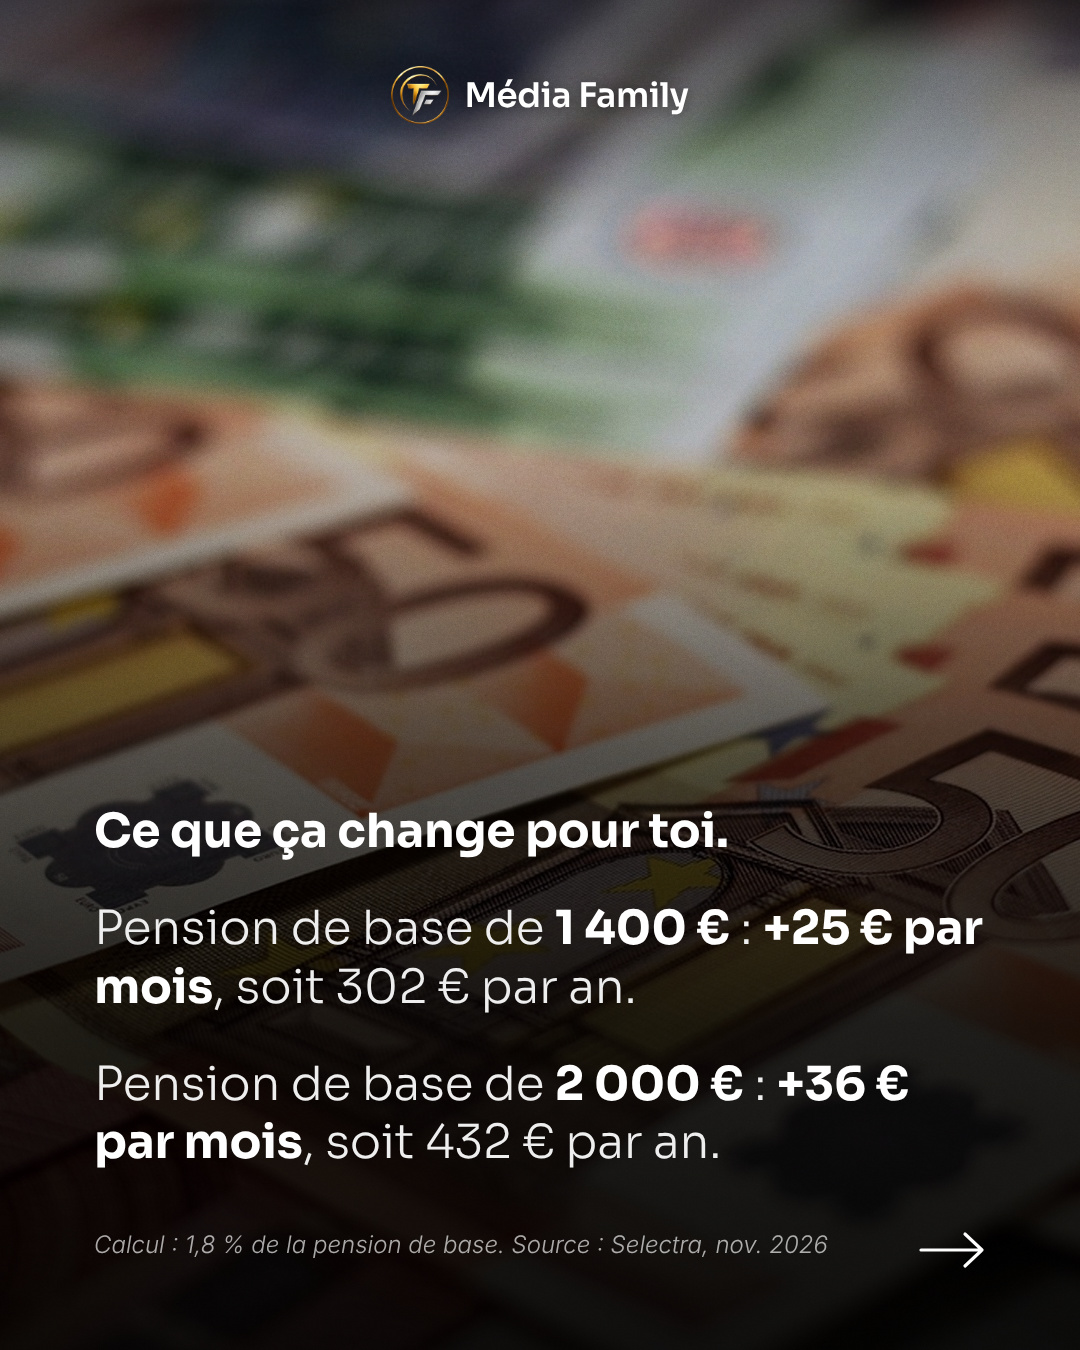 Média Family
Ce que ça change pour toi.
Pension de base de 1 400 € : +25 € par
mois, soit 302 € par an.
Pension de base de 2 000 € : +36 €
par mois, soit 432 € par an.
Calcul : 1,8 % de la pension de base. Source : Selectra, nov. 2026